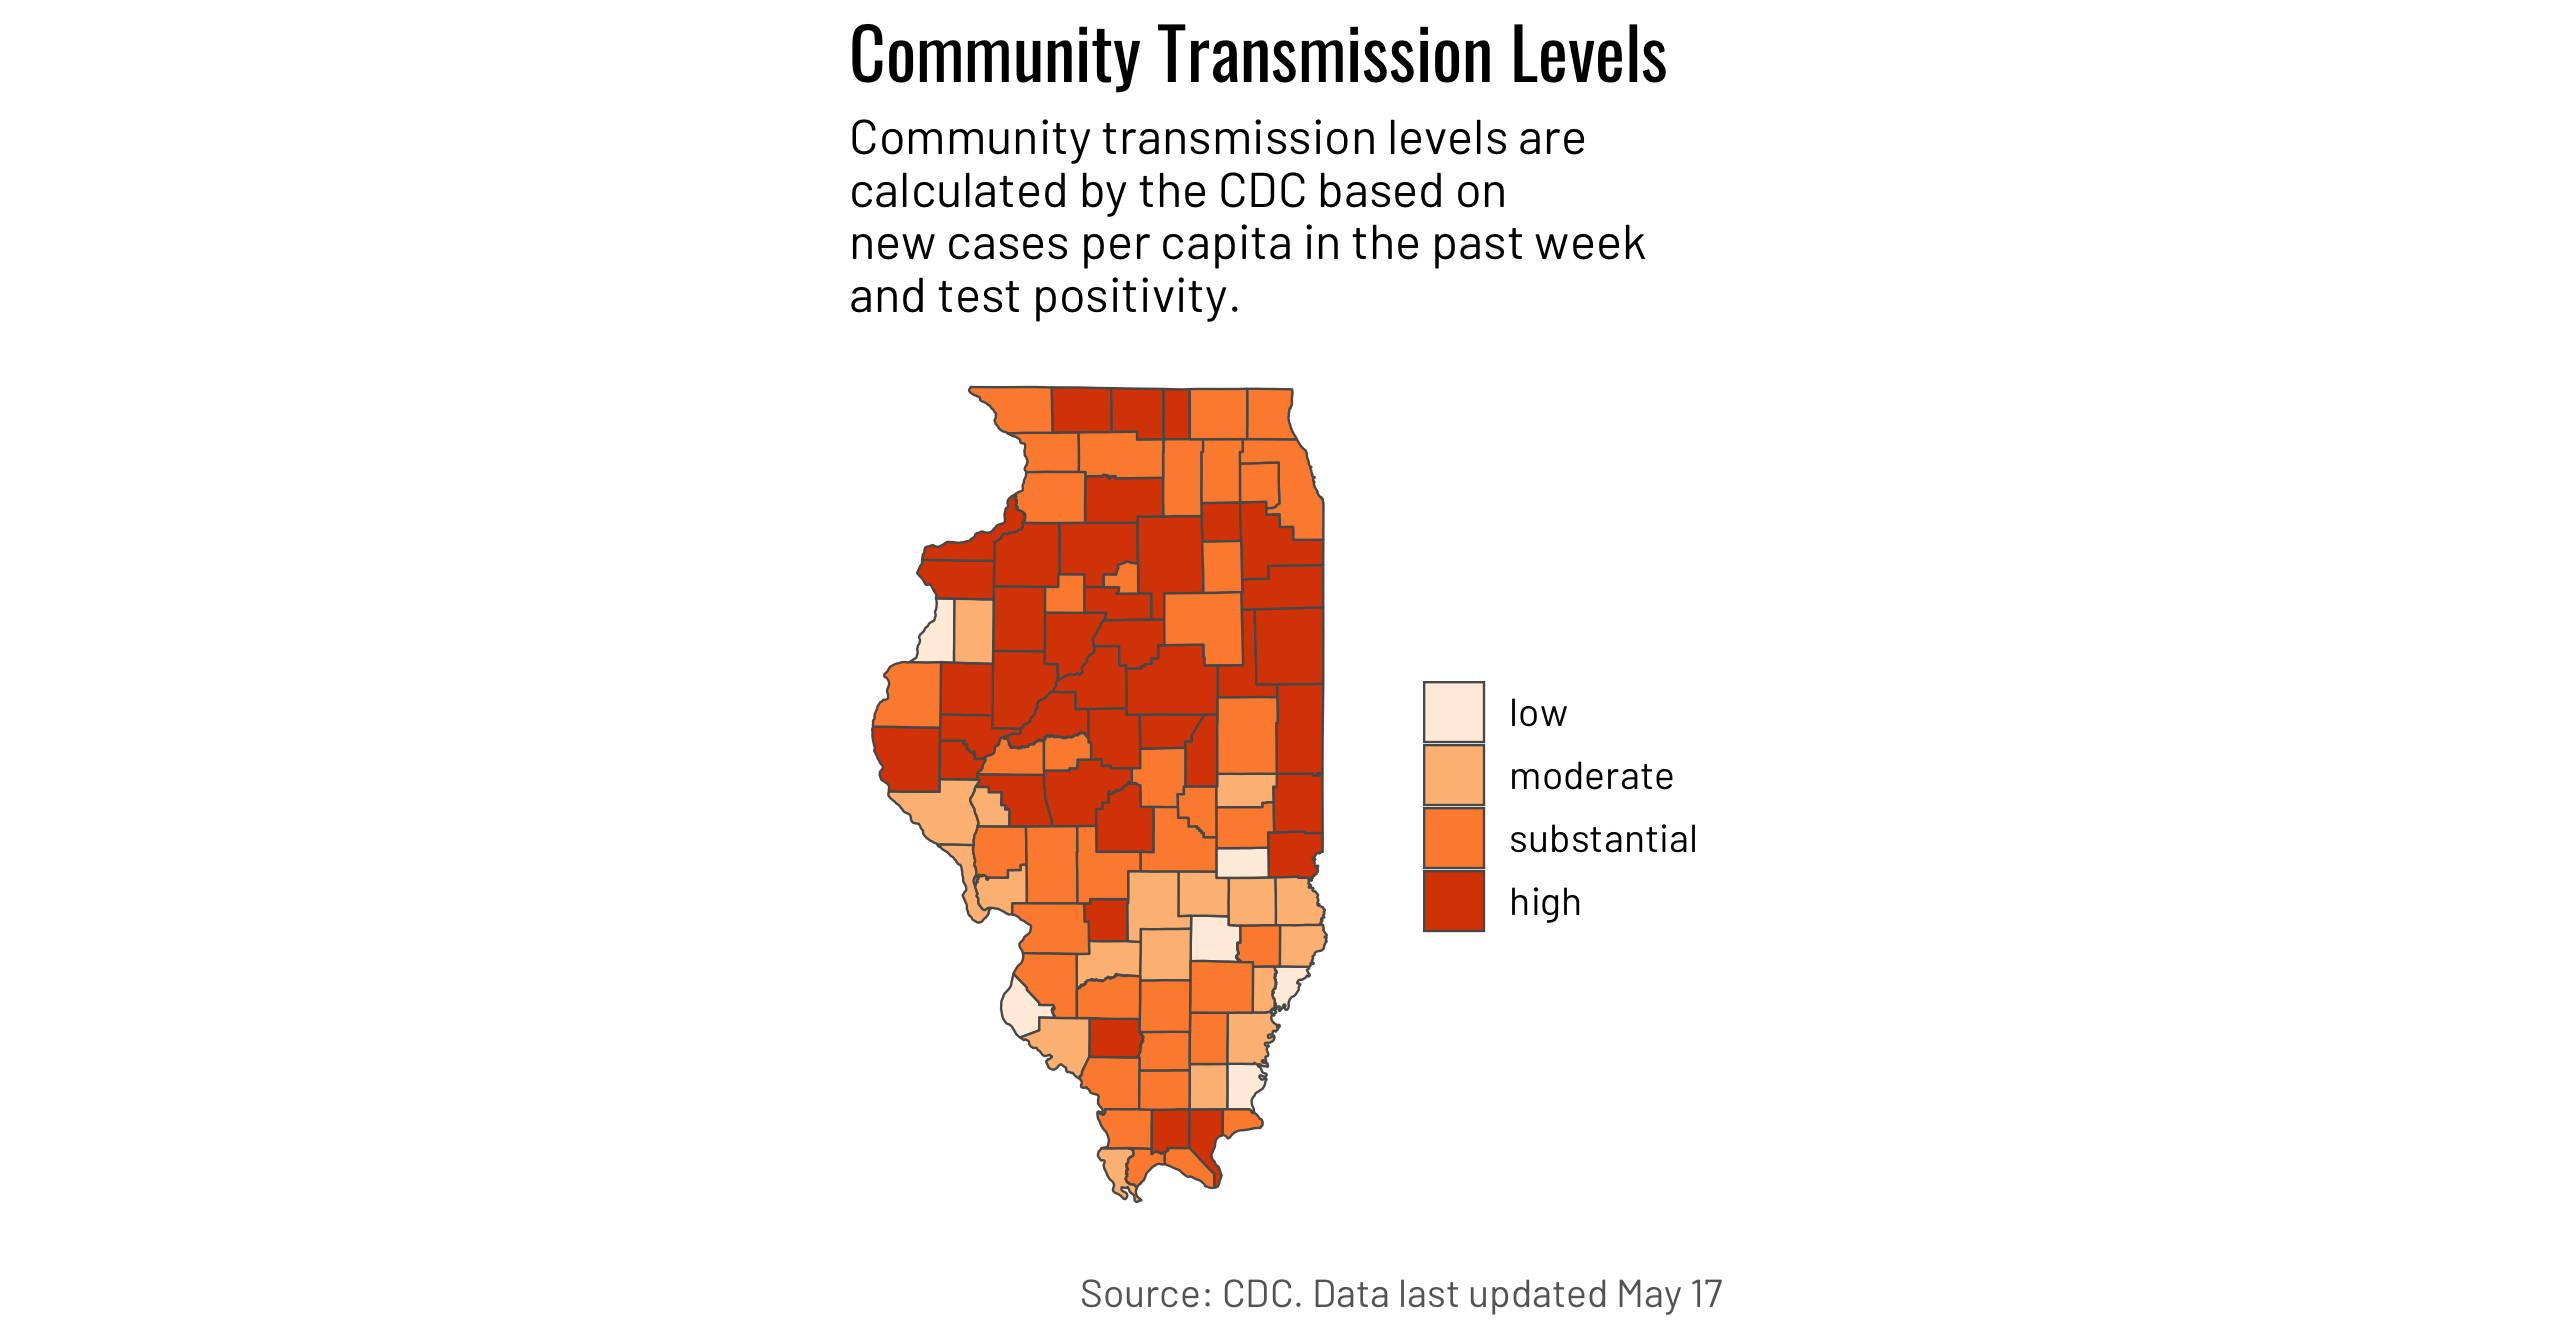 Community Transmission Levels
Community transmission levels are
calculated by the CDC based on
new cases per capita in the past week
and test positivity.
low
moderate
substantial
high
Source: CDC. Data last updated May 17